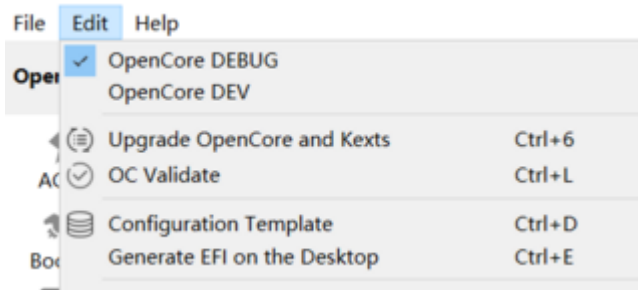 File Edit Help
OpenCore DEBUG
OpenCore DEV
Upgrade OpenCore and Kexts Ctrl+6
OC Validate Ctrl+L
Configuration Template Ctrl+D
Generate EFI on the Desktop Ctrl+E